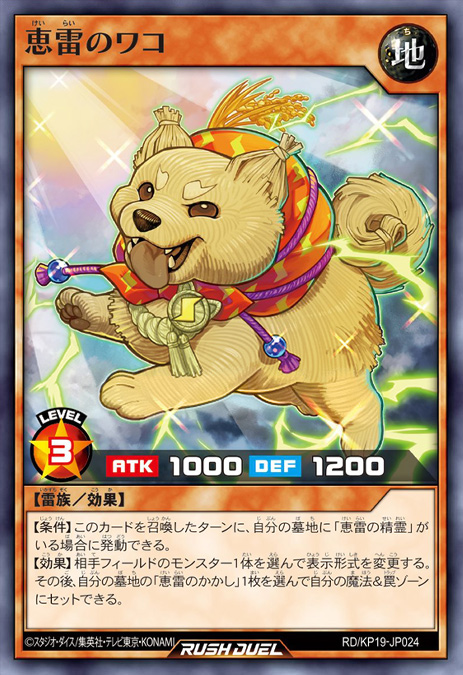 恵雷のワコ
地
LEVEL
3
ATK 1000 DEF 1200
【雷族／効果】
【条件】このカードを召喚したターンに、自分の墓地に「恵雷の精霊」が
いる場合に発動できる。
【効果】相手フィールドのモンスター1体を選んで表示形式を変更する。
その後、自分の墓地の「恵雷のかかし」1枚を選んで自分の魔法&罠ゾーン
にセットできる。
©スタジオ・ダイス/集英社・テレビ東京・KONAMI
RUSH DUEL
RD/KP19-JP024